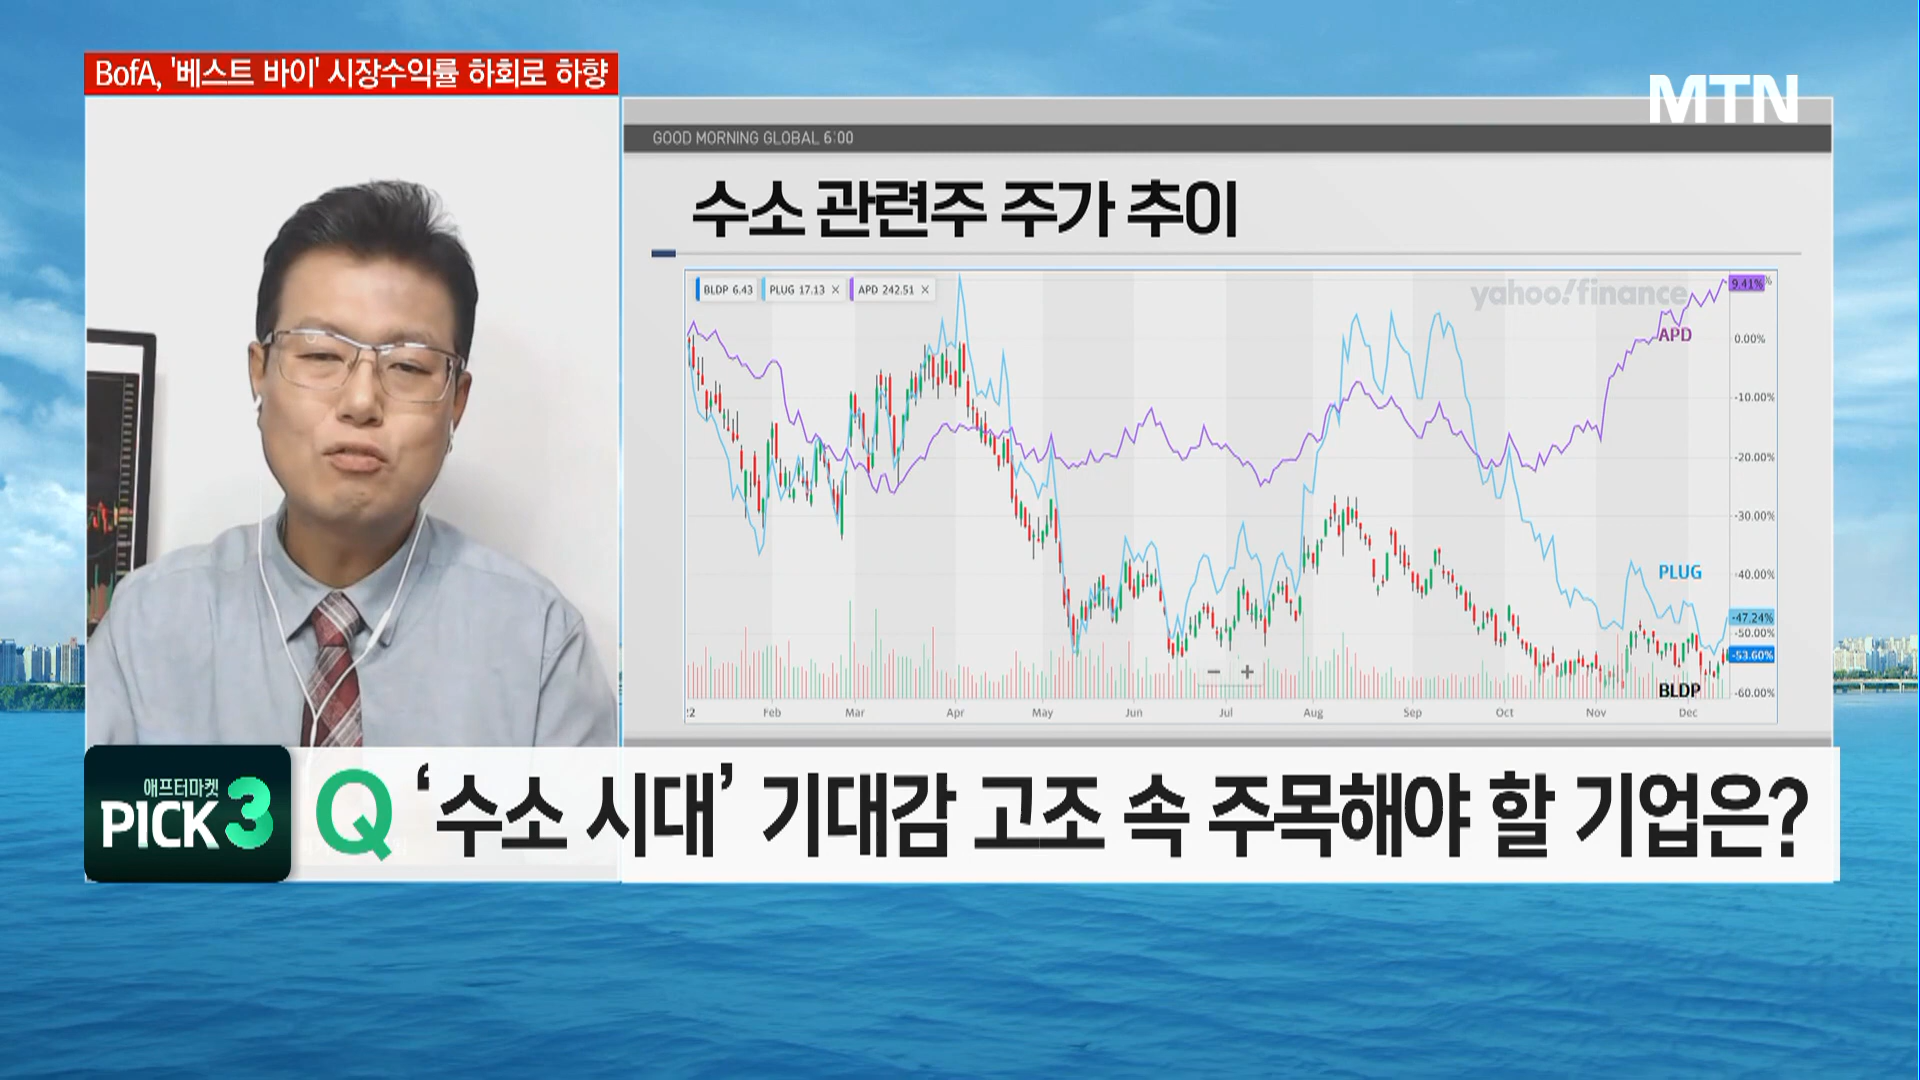 BofA, '베스트 바이' 시장수익률 하회로 하향
MTN
GOOD MORNING GLOBAL 6:00
수소 관련주 주가 추이
BLDP 6.43 PLUG 17.13 × APD 242.51 ×
yahoo!finance
9.41%
APD
0.00%
-10.00%
-20.00%
-30.00%
-40.00%
PLUG
-47.24%
-50.00%
-53.60%
BLDP
-60.00%
− +
22 Feb Mar Apr May Jun Jul Aug Sep Oct Nov Dec
애프터마켓
PICK 3
Q ‘수소 시대’ 기대감 고조 속 주목해야 할 기업은?